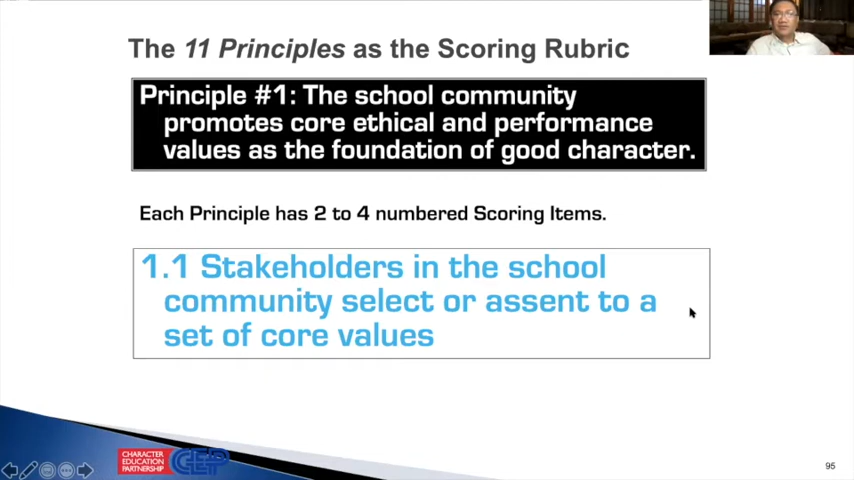 The 11 Principles as the Scoring Rubric
Principle #1: The school community
promotes core ethical and performance
values as the foundation of good character.
Each Principle has 2 to 4 numbered Scoring Items.
1.1 Stakeholders in the school
community select or assent to a
set of core values
CHARACTER
EDUCATION
PARTNERSHIP
CEP
95